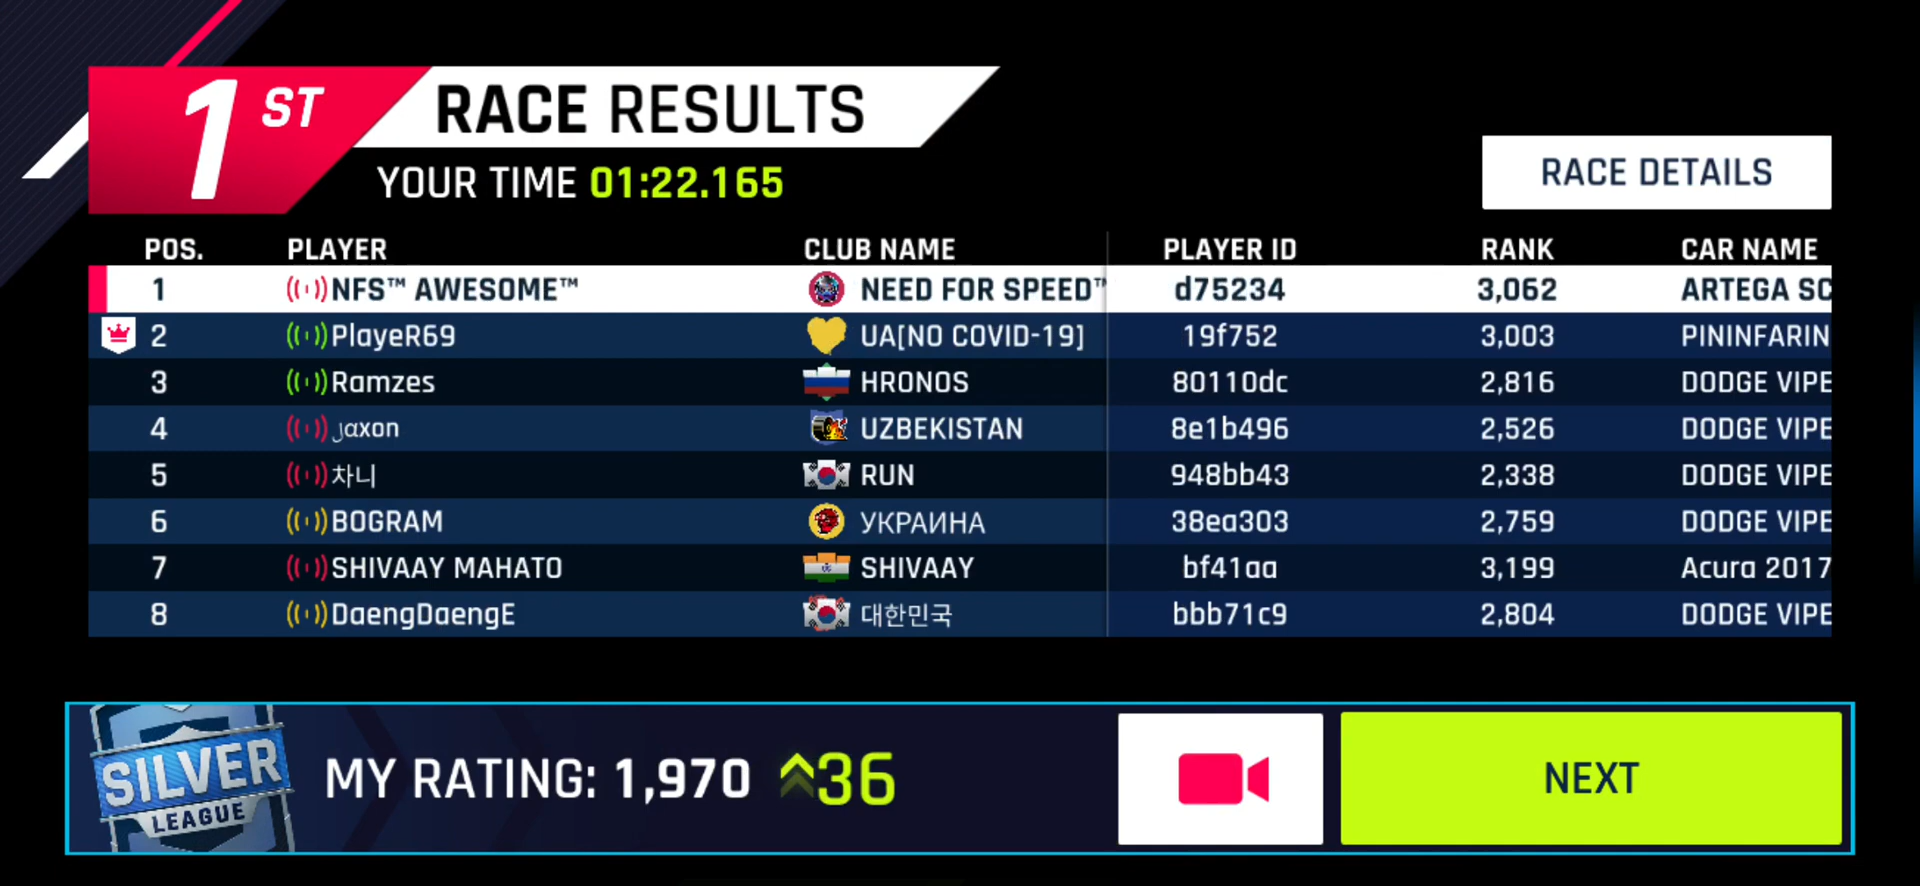 1 ST
RACE RESULTS
YOUR TIME 01:22.165
RACE DETAILS
POS. PLAYER CLUB NAME PLAYER ID RANK CAR NAME
1 NFS™ AWESOME™ NEED FOR SPEED™ d75234 3,062 ARTEGA SC
2 PlayeR69 UA[NO COVID-19] 19f752 3,003 PININFARIN
3 Ramzes HRONOS 80110dc 2,816 DODGE VIPE
4 لαxon UZBEKISTAN 8e1b496 2,526 DODGE VIPE
5 차니 RUN 948bb43 2,338 DODGE VIPE
6 BOGRAM УКРАИНА 38ea303 2,759 DODGE VIPE
7 SHIVAAY MAHATO SHIVAAY bf41aa 3,199 Acura 2017
8 DaengDaengE 대한민국 bbb71c9 2,804 DODGE VIPE
SILVER
LEAGUE
MY RATING: 1,970 36
NEXT